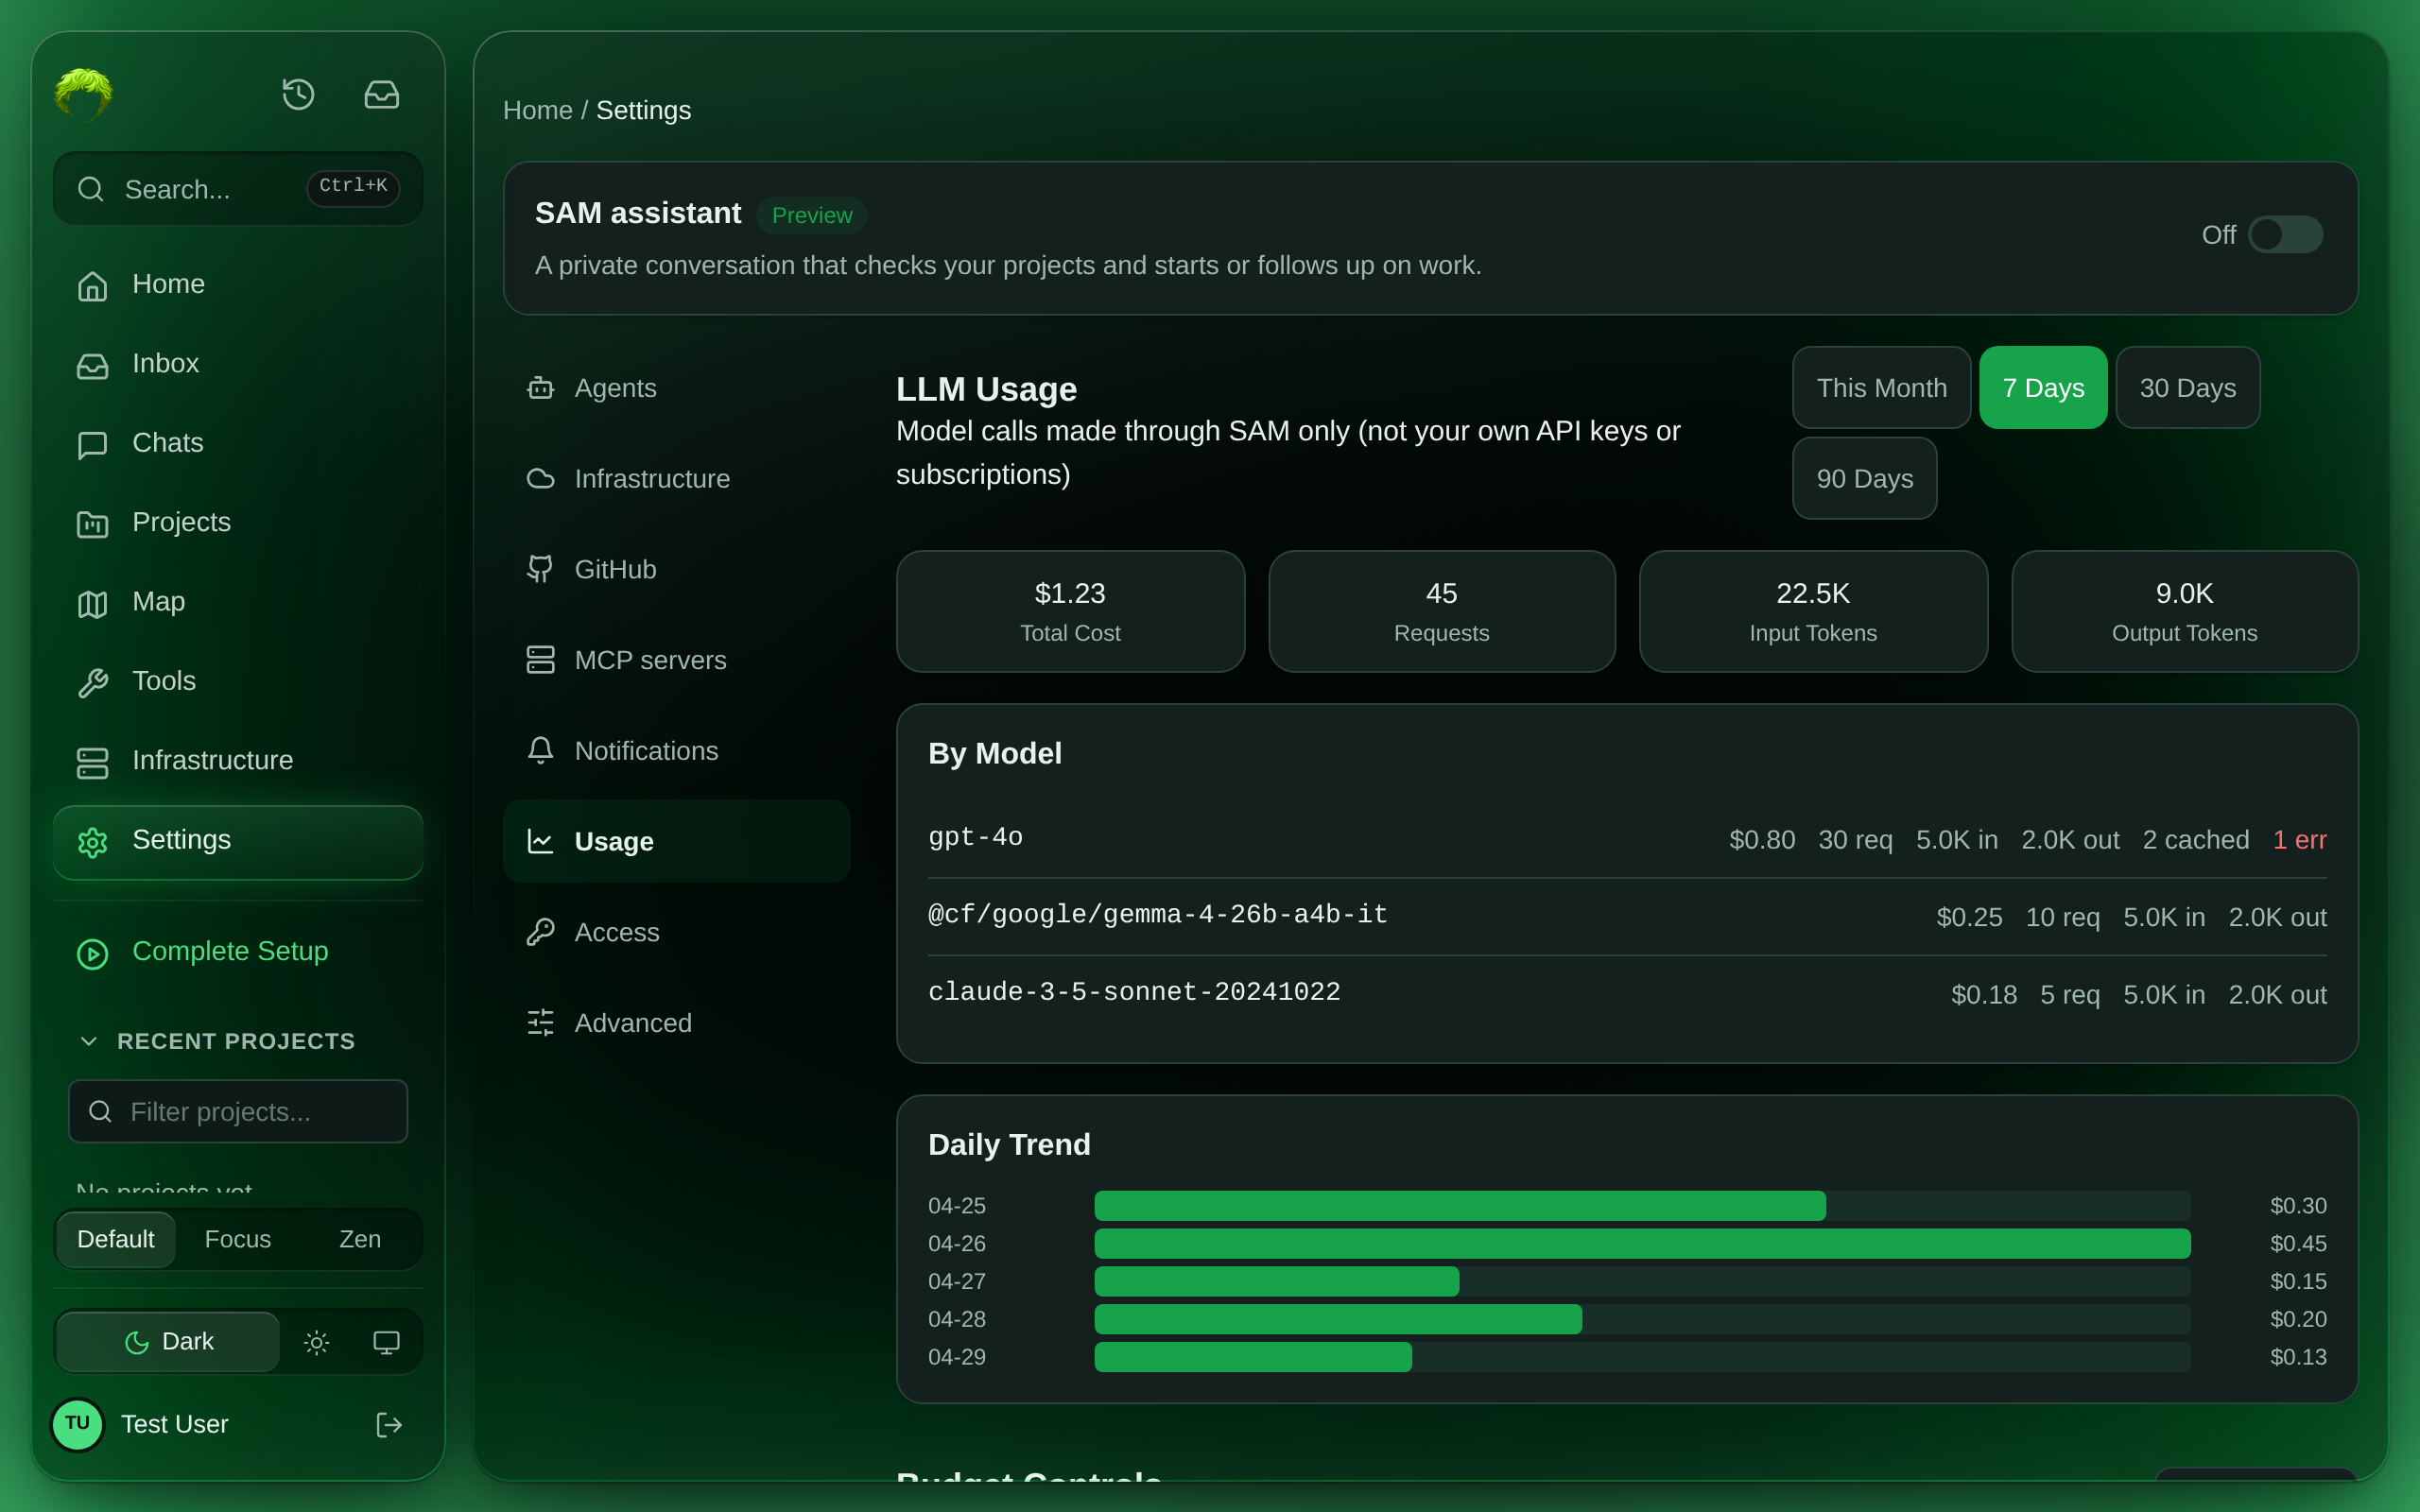 Search...
Ctrl+K
Home
Inbox
Chats
Projects
Map
Tools
Infrastructure
Settings
Complete Setup
RECENT PROJECTS
Filter projects...
No projects yet
Default
Focus
Zen
Dark
TU
Test User
Home / Settings
SAM assistant
Preview
A private conversation that checks your projects and starts or follows up on work.
Off
Agents
Infrastructure
GitHub
MCP servers
Notifications
Usage
Access
Advanced
LLM Usage
Model calls made through SAM only (not your own API keys or
subscriptions)
This Month
7 Days
30 Days
90 Days
$1.23
Total Cost
45
Requests
22.5K
Input Tokens
9.0K
Output Tokens
By Model
gpt-4o $0.80 30 req 5.0K in 2.0K out 2 cached 1 err
@cf/google/gemma-4-26b-a4b-it $0.25 10 req 5.0K in 2.0K out
claude-3-5-sonnet-20241022 $0.18 5 req 5.0K in 2.0K out
Daily Trend
04-25 $0.30
04-26 $0.45
04-27 $0.15
04-28 $0.20
04-29 $0.13
Budget Controls